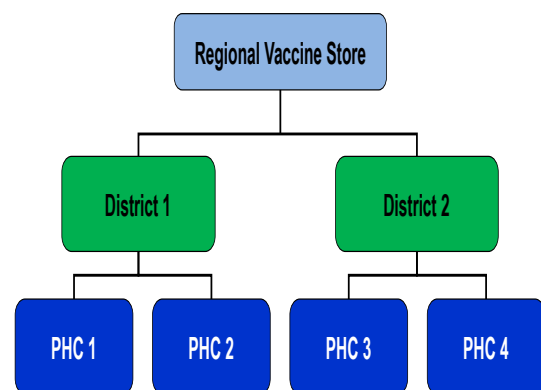 Regional Vaccine Store
District 1
District 2
PHC 1
PHC 2
PHC 3
PHC 4